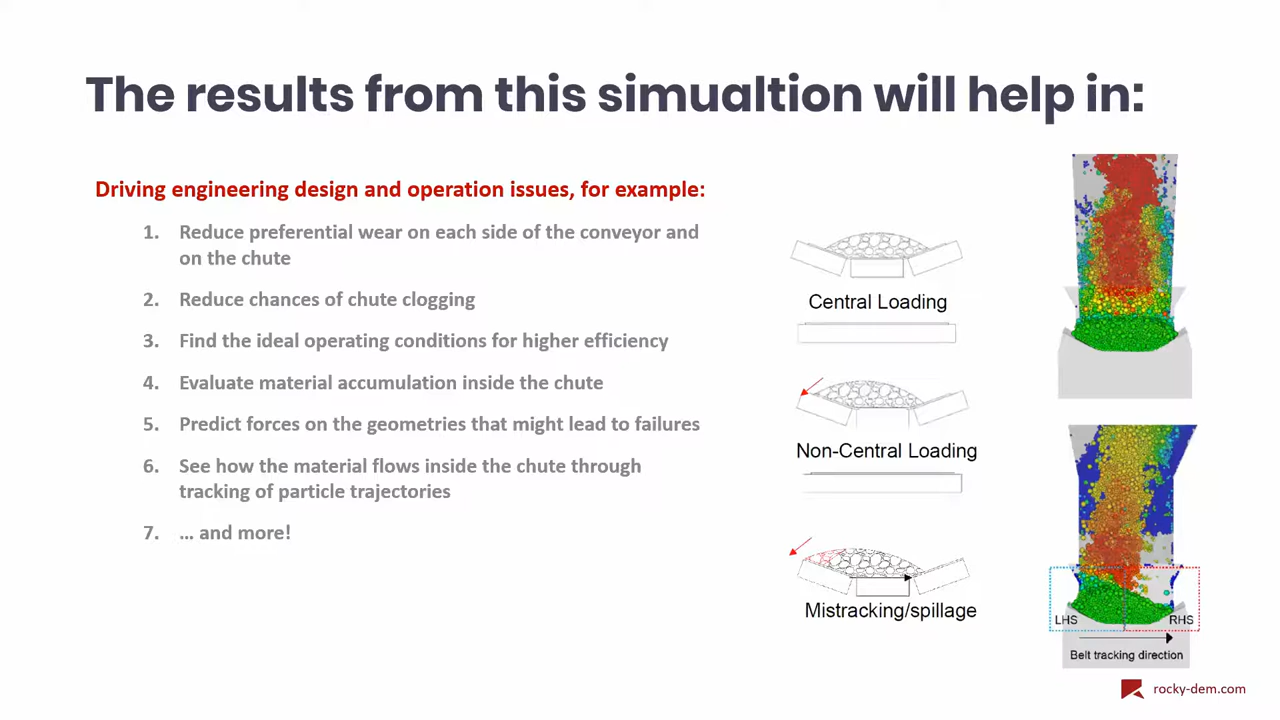 The results from this simualtion will help in:
Driving engineering design and operation issues, for example:
1. Reduce preferential wear on each side of the conveyor and
on the chute
2. Reduce chances of chute clogging
3. Find the ideal operating conditions for higher efficiency
4. Evaluate material accumulation inside the chute
5. Predict forces on the geometries that might lead to failures
6. See how the material flows inside the chute through
tracking of particle trajectories
7. ... and more!
Central Loading
Non-Central Loading
Mistracking/spillage
LHS
RHS
Belt tracking direction
rocky-dem.com